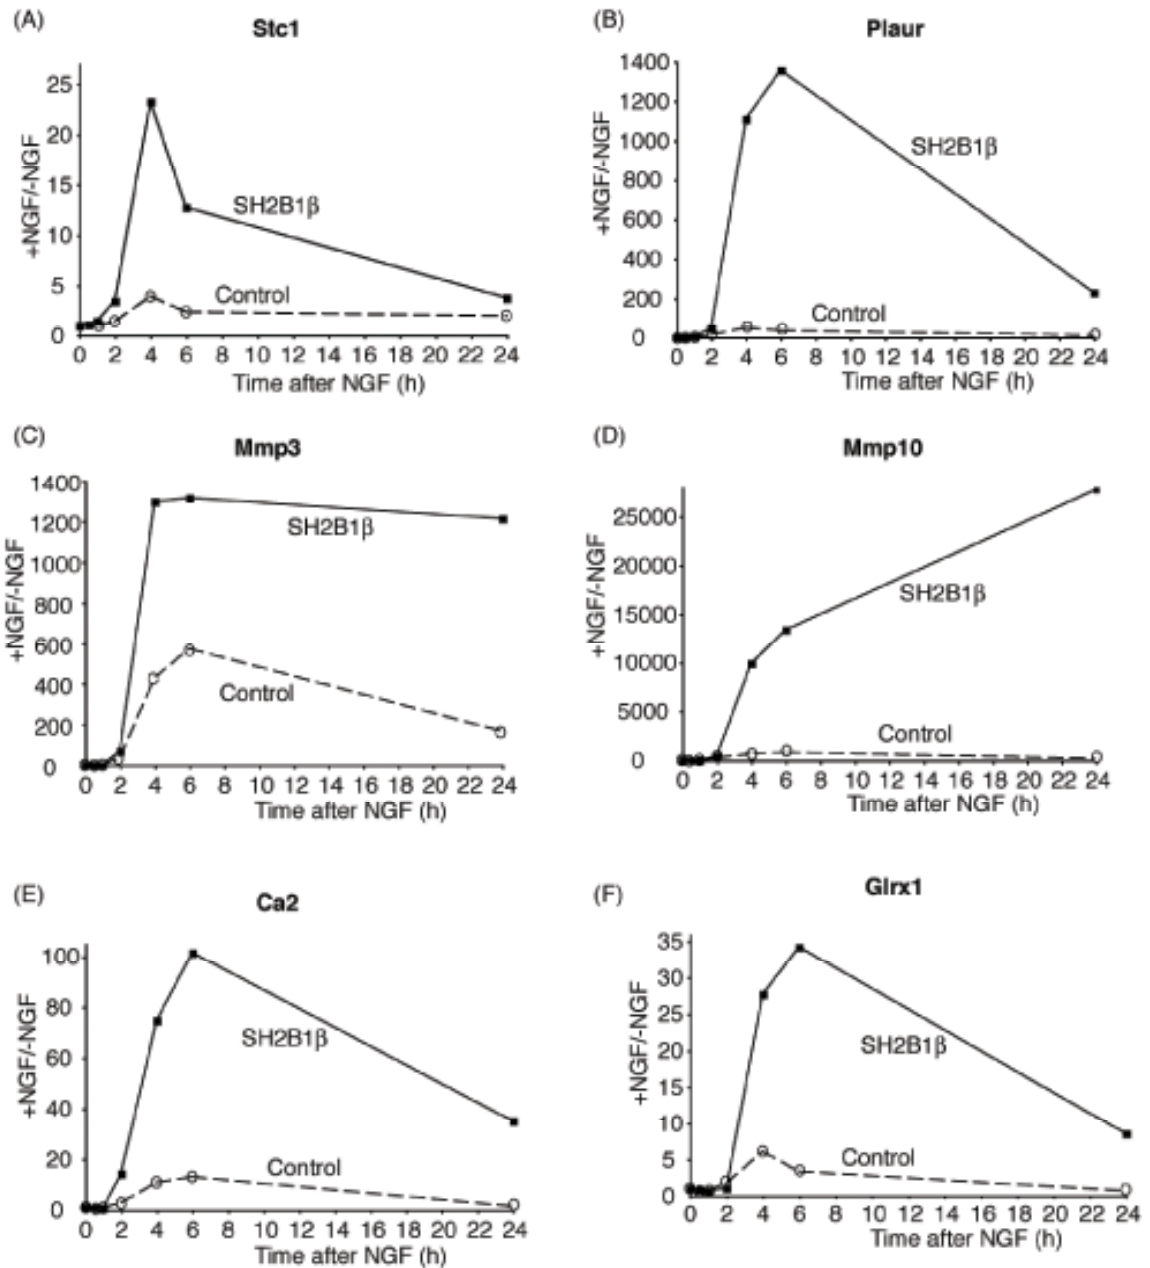 (A)
Stc1
+NGF/-NGF
25
20
15
10
5
0
SH2B1β
Control
0 2 4 6 8 10 12 14 16 18 20 22 24
Time after NGF (h)
(B)
Plaur
+NGF/-NGF
1400
1200
1000
800
600
400
200
0
SH2B1β
Control
0 2 4 6 8 10 12 14 16 18 20 22 24
Time after NGF (h)
(C)
Mmp3
+NGF/-NGF
1400
1200
1000
800
600
400
200
0
SH2B1β
Control
0 2 4 6 8 10 12 14 16 18 20 22 24
Time after NGF (h)
(D)
Mmp10
+NGF/-NGF
25000
20000
15000
10000
5000
0
SH2B1β
Control
0 2 4 6 8 10 12 14 16 18 20 22 24
Time after NGF (h)
(E)
Ca2
+NGF/-NGF
100
80
60
40
20
0
SH2B1β
Control
0 2 4 6 8 10 12 14 16 18 20 22 24
Time after NGF (h)
(F)
Glrx1
+NGF/-NGF
35
30
25
20
15
10
5
0
SH2B1β
Control
0 2 4 6 8 10 12 14 16 18 20 22 24
Time after NGF (h)